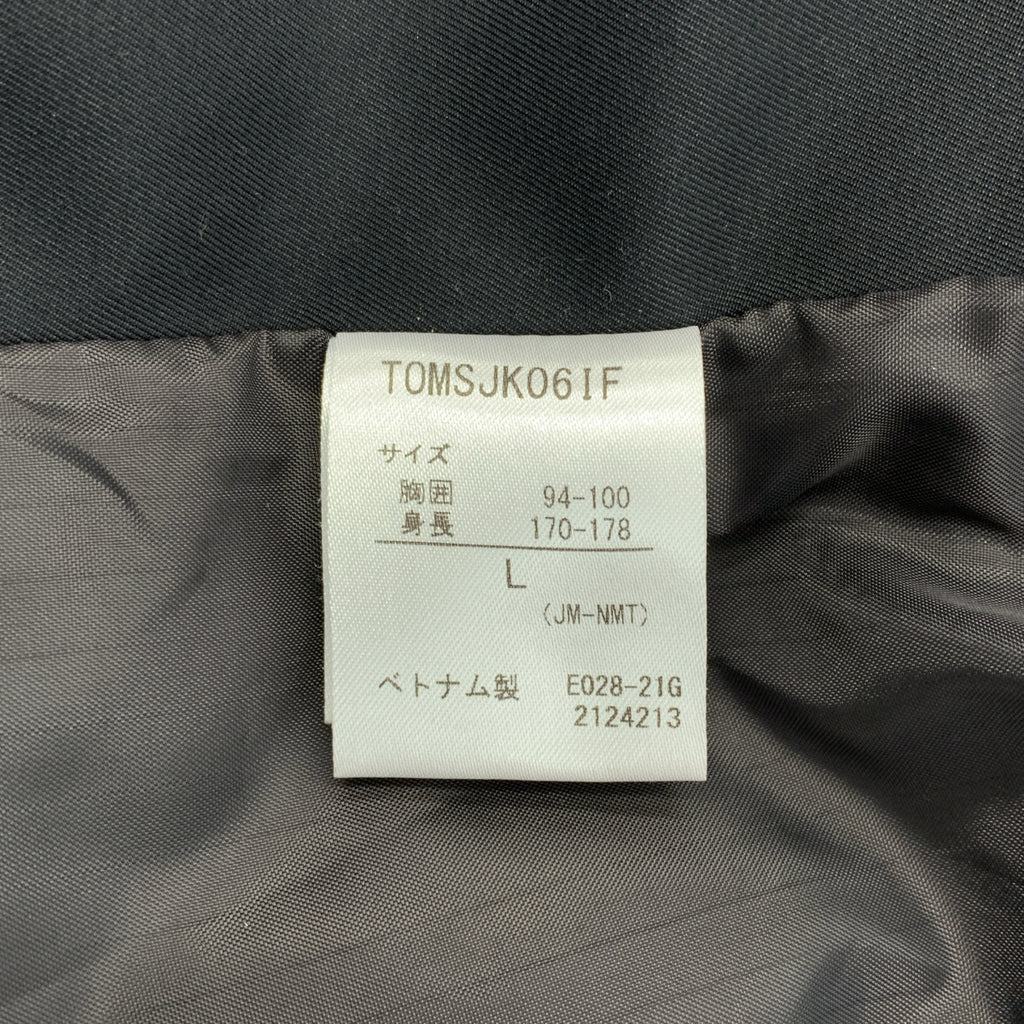 TOMSJK06IF
サイズ
胸囲 94-100
身長 170-178
L
(JM-NMT)
ベトナム製 E028-21G
2124213